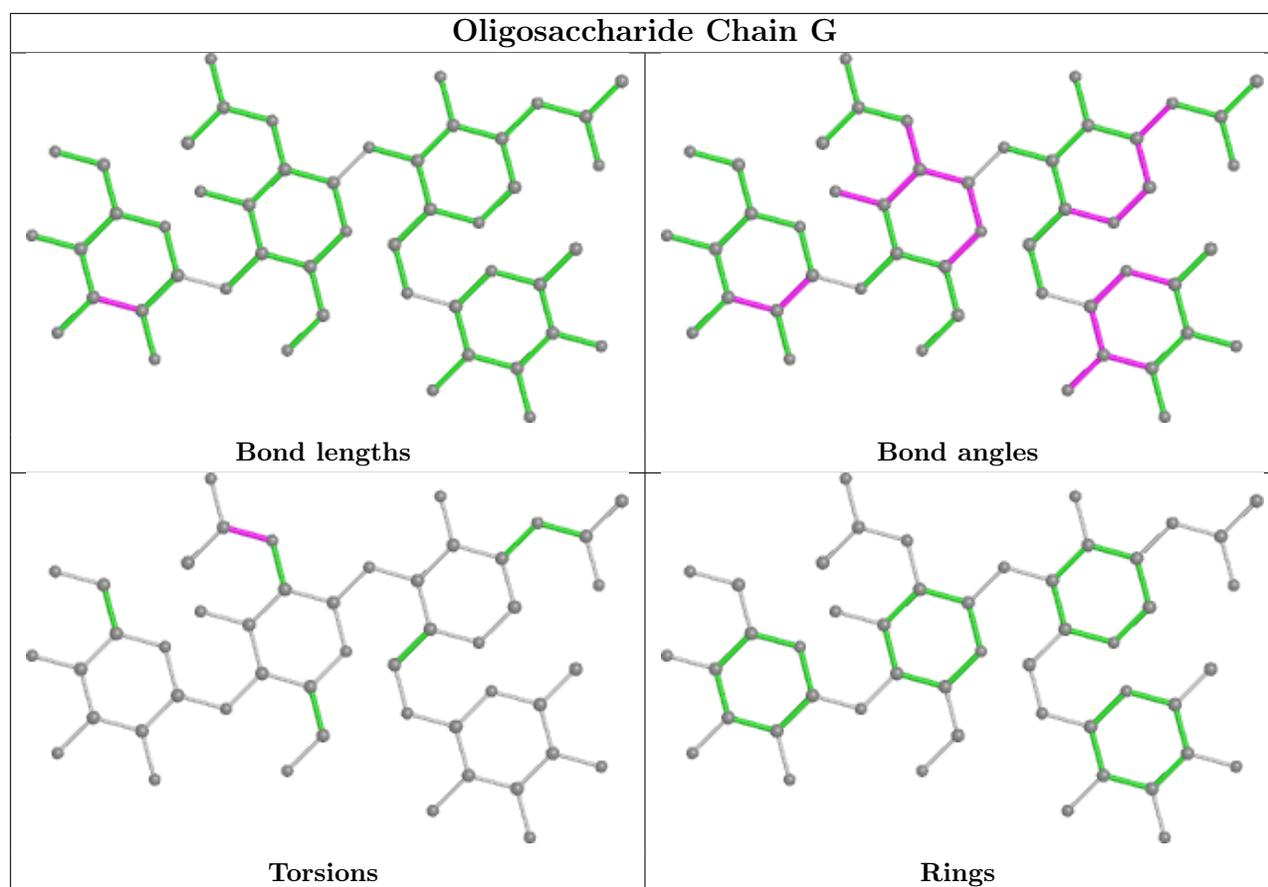 Oligosaccharide Chain G
Bond lengths
Bond angles
Torsions
Rings